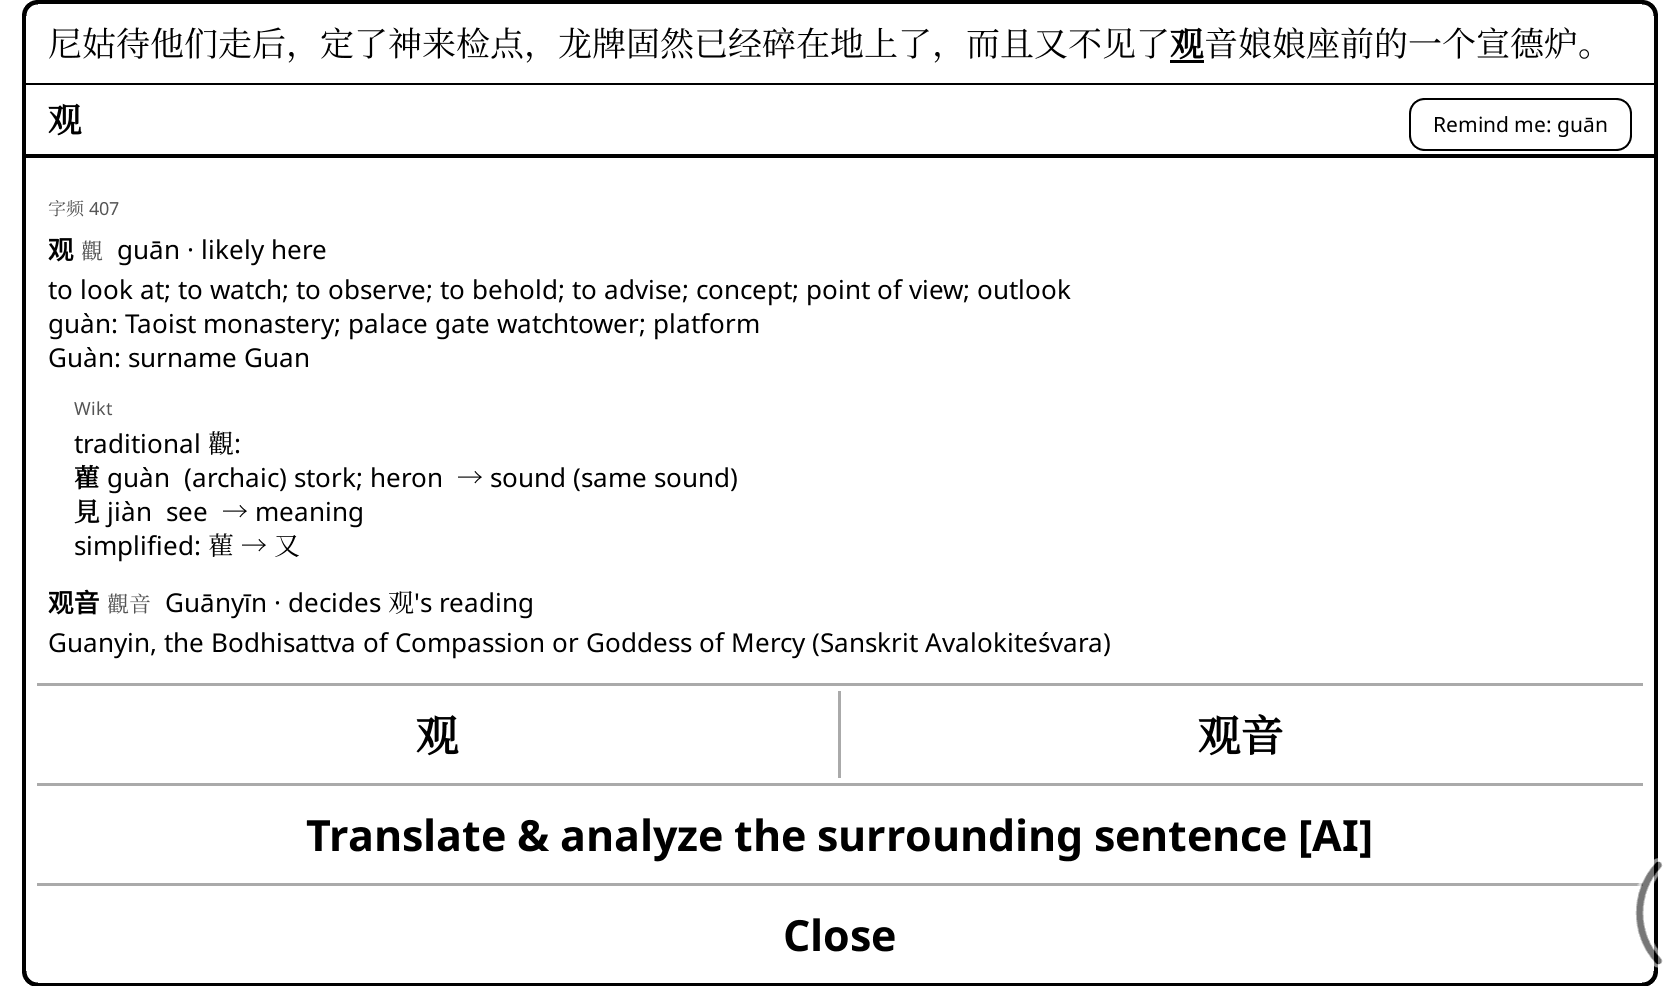 尼姑待他们走后，定了神来检点，龙牌固然已经碎在地上了，而且又不见了观音娘娘座前的一个宣德炉。
观
Remind me: guān
字频 407
观 觀 guān · likely here
to look at; to watch; to observe; to behold; to advise; concept; point of view; outlook
guàn: Taoist monastery; palace gate watchtower; platform
Guàn: surname Guan
Wikt
traditional 觀:
雚 guàn (archaic) stork; heron → sound (same sound)
見 jiàn see → meaning
simplified: 雚 → 又
观音 觀音 Guānyīn · decides 观's reading
Guanyin, the Bodhisattva of Compassion or Goddess of Mercy (Sanskrit Avalokiteśvara)
观 观音
Translate & analyze the surrounding sentence [AI]
Close